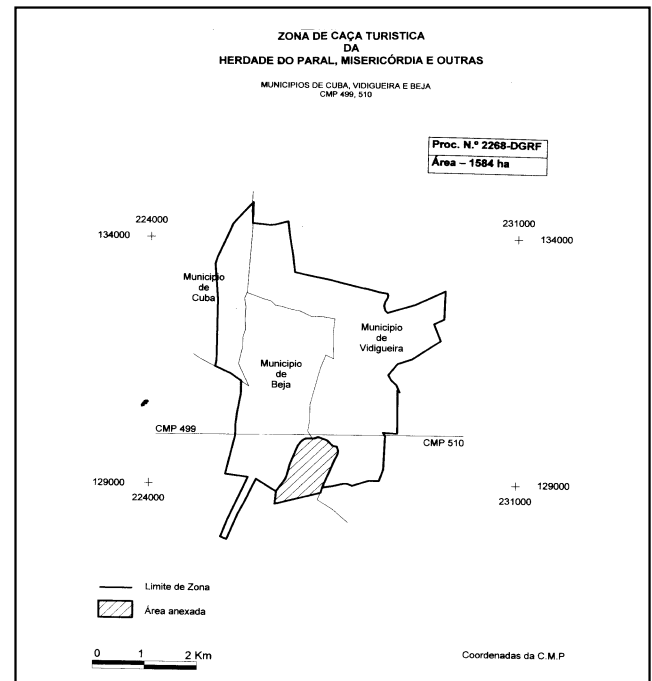 ZONA DE CAÇA TURISTICA
DA
HERDADE DO PARAL, MISERICÓRDIA E OUTRAS
MUNICIPIOS DE CUBA, VIDIGUEIRA E BEJA
CMP 499, 510
Proc. N.º 2268-DGRF
Área – 1584 ha
224000
134000
231000
134000
Municipio
de
Cuba
Municipio
de
Vidigueira
Municipio
de
Beja
CMP 499
CMP 510
129000
224000
129000
231000
Limite de Zona
Área anexada
0 1 2 Km
Coordenadas da C.M.P